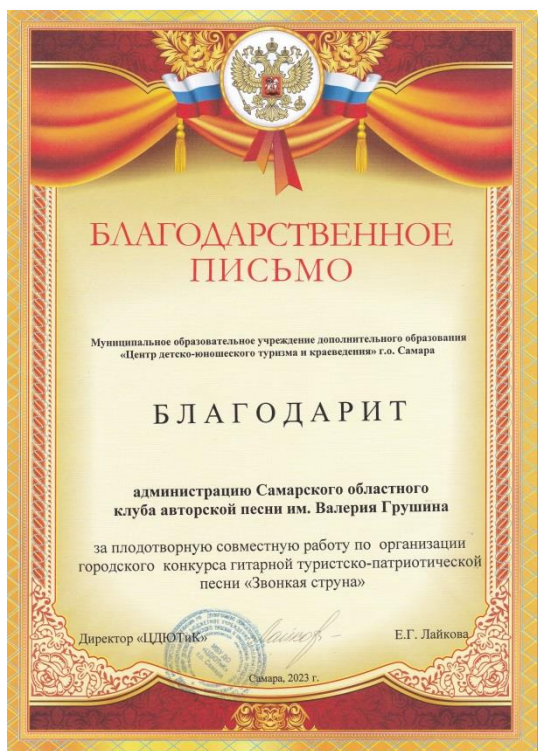 БЛАГОДАРСТВЕННОЕ
ПИСЬМО
Муниципальное образовательное учреждение дополнительного образования
«Центр детско-юношеского туризма и краеведения» г.о. Самара
БЛАГОДАРИТ
администрацию Самарского областного
клуба авторской песни им. Валерия Грушина
за плодотворную совместную работу по организации
городского конкурса гитарной туристско-патриотической
песни «Звонкая струна»
Директор «ЦДЮТиК»
Е.Г. Лайкова
Самара, 2023 г.